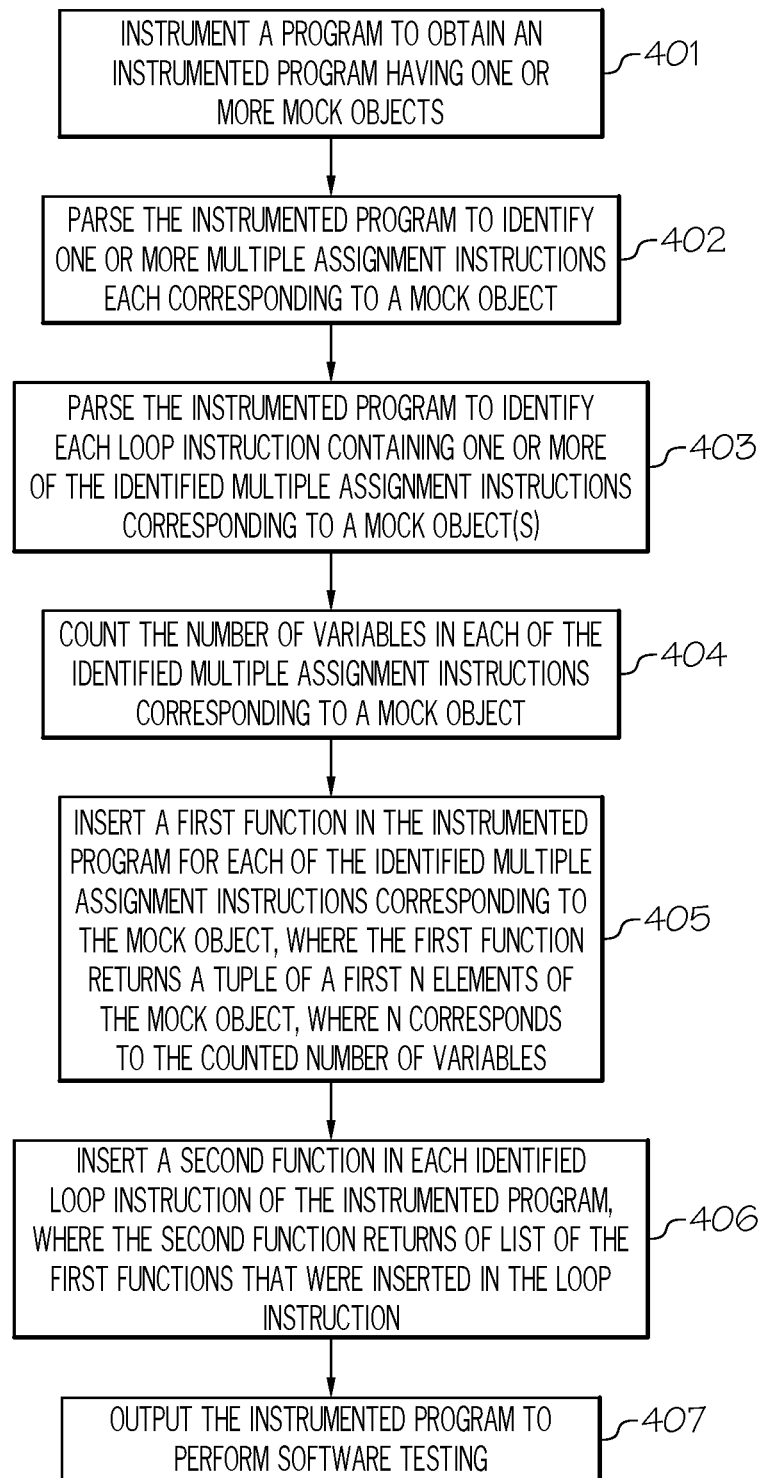 INSTRUMENT A PROGRAM TO OBTAIN AN
INSTRUMENTED PROGRAM HAVING ONE OR
MORE MOCK OBJECTS
401
PARSE THE INSTRUMENTED PROGRAM TO IDENTIFY
ONE OR MORE MULTIPLE ASSIGNMENT INSTRUCTIONS
EACH CORRESPONDING TO A MOCK OBJECT
402
PARSE THE INSTRUMENTED PROGRAM TO IDENTIFY
EACH LOOP INSTRUCTION CONTAINING ONE OR MORE
OF THE IDENTIFIED MULTIPLE ASSIGNMENT INSTRUCTIONS
CORRESPONDING TO A MOCK OBJECT(S)
403
COUNT THE NUMBER OF VARIABLES IN EACH OF THE
IDENTIFIED MULTIPLE ASSIGNMENT INSTRUCTIONS
CORRESPONDING TO A MOCK OBJECT
404
INSERT A FIRST FUNCTION IN THE INSTRUMENTED
PROGRAM FOR EACH OF THE IDENTIFIED MULTIPLE
ASSIGNMENT INSTRUCTIONS CORRESPONDING TO
THE MOCK OBJECT, WHERE THE FIRST FUNCTION
RETURNS A TUPLE OF A FIRST N ELEMENTS OF
THE MOCK OBJECT, WHERE N CORRESPONDS
TO THE COUNTED NUMBER OF VARIABLES
405
INSERT A SECOND FUNCTION IN EACH IDENTIFIED
LOOP INSTRUCTION OF THE INSTRUMENTED PROGRAM,
WHERE THE SECOND FUNCTION RETURNS OF LIST OF THE
FIRST FUNCTIONS THAT WERE INSERTED IN THE LOOP
INSTRUCTION
406
OUTPUT THE INSTRUMENTED PROGRAM TO
PERFORM SOFTWARE TESTING
407